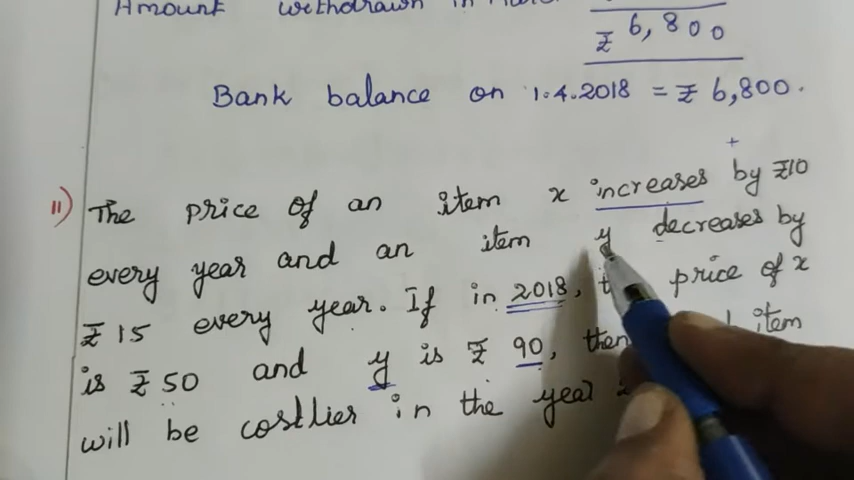 Amount withdrawn in
₹ 6,800
Bank balance on 1.4.2018 = ₹ 6,800.
+
11) The price of an item x increases by ₹10
every year and an item y decreases by
₹ 15 every year. If in 2018, price of x
is ₹ 50 and y is ₹ 90, then item
will be costlier in the year